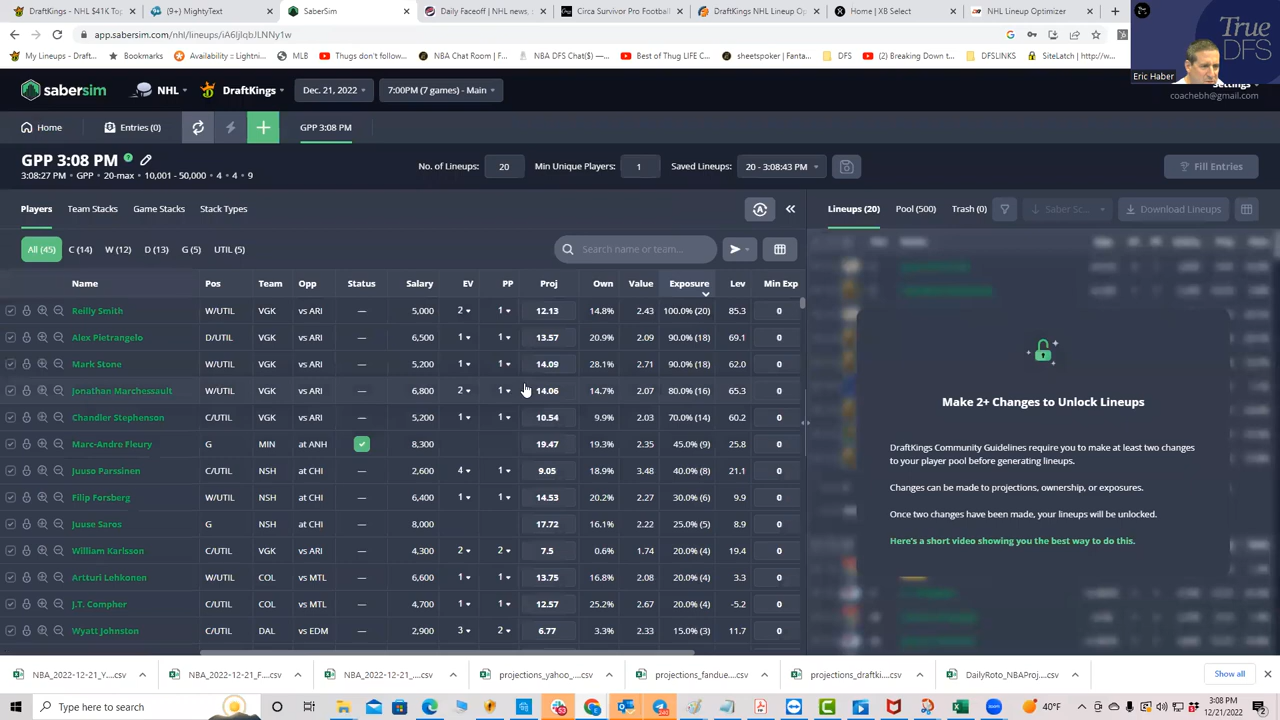 DraftKings - NHL $41K Top
(9+) MightyText
SaberSim
Daily Faceoff | NHL news,
Circa Survivor Pro Football
DraftKings NHL Optimizer
Home | XB Select
NHL Lineup Optimizer
app.sabersim.com/nhl/lineups/iA6IjlqbJLNNy1w
My Lineups - Draft
Bookmarks
Availability :: Lightni
MLB
Thugs don't follow
NBA Chat Room !
NBA DFS Chat($)
Best of Thug LIFE C
sheetspoker - Fanta
DFS
(2) Breaking Down t
DFSLINKS
SiteLatch | http://w
True
DFS
Eric Haber
sabersim
NHL
DraftKings
Dec. 21, 2022
7:00PM (7 games) - Main
Settings
coachebh@gmail.com
Home
Entries (0)
GPP 3:08 PM
GPP 3:08 PM
3:08:27 PM • GPP • 20-max • 10,001 - 50,000 • 4 • 4 • 9
No. of Lineups:
20
Min Unique Players:
1
Saved Lineups:
20 - 3:08:43 PM
Fill Entries
Players
Team Stacks
Game Stacks
Stack Types
Lineups (20)
Pool (500)
Trash (0)
Saber Sc...
Download Lineups
All (45)
C (14)
W (12)
D (13)
G (5)
UTIL (5)
Search name or team...
Name Pos Team Opp Status Salary EV PP Proj Own Value Exposure Lev Min Exp
Reilly Smith W/UTIL VGK vs ARI — 5,000 2 1 12.13 14.8% 2.43 100.0% (20) 85.3 0
Alex Pietrangelo D/UTIL VGK vs ARI — 6,500 1 1 13.57 20.9% 2.09 90.0% (18) 69.1 0
Mark Stone W/UTIL VGK vs ARI — 5,200 1 1 14.09 28.1% 2.71 90.0% (18) 62.0 0
Jonathan Marchessault W/UTIL VGK vs ARI — 6,800 2 1 14.06 14.7% 2.07 80.0% (16) 65.3 0
Chandler Stephenson C/UTIL VGK vs ARI — 5,200 1 1 10.54 9.9% 2.03 70.0% (14) 60.2 0
Marc-Andre Fleury G MIN at ANH 8,300 19.47 19.3% 2.35 45.0% (9) 25.8 0
Juuso Parssinen C/UTIL NSH at CHI — 2,600 4 1 9.05 18.9% 3.48 40.0% (8) 21.1 0
Filip Forsberg W/UTIL NSH at CHI — 6,400 1 1 14.53 20.2% 2.27 30.0% (6) 9.9 0
Juuse Saros G NSH at CHI — 8,000 17.72 16.1% 2.22 25.0% (5) 8.9 0
William Karlsson C/UTIL VGK vs ARI — 4,300 2 2 7.5 0.6% 1.74 20.0% (4) 19.4 0
Artturi Lehkonen W/UTIL COL vs MTL — 6,600 1 1 13.75 16.8% 2.08 20.0% (4) 3.3 0
J.T. Compher C/UTIL COL vs MTL — 4,700 1 1 12.57 25.2% 2.67 20.0% (4) -5.2 0
Wyatt Johnston C/UTIL DAL vs EDM — 2,900 3 2 6.77 3.3% 2.33 15.0% (3) 11.7 0
Make 2+ Changes to Unlock Lineups
DraftKings Community Guidelines require you to make at least two changes
to your player pool before generating lineups.
Changes can be made to projections, ownership, or exposures.
Once two changes have been made, your lineups will be unlocked.
Here's a short video showing you the best way to do this.
NBA_2022-12-21_Y....csv
NBA_2022-12-21_F....csv
NBA_2022-12-21_....csv
projections_yahoo_....csv
projections_fandue....csv
projections_draftki....csv
DailyRoto_NBAProj....csv
Show all
Type here to search
40°F
3:08 PM
12/21/2022